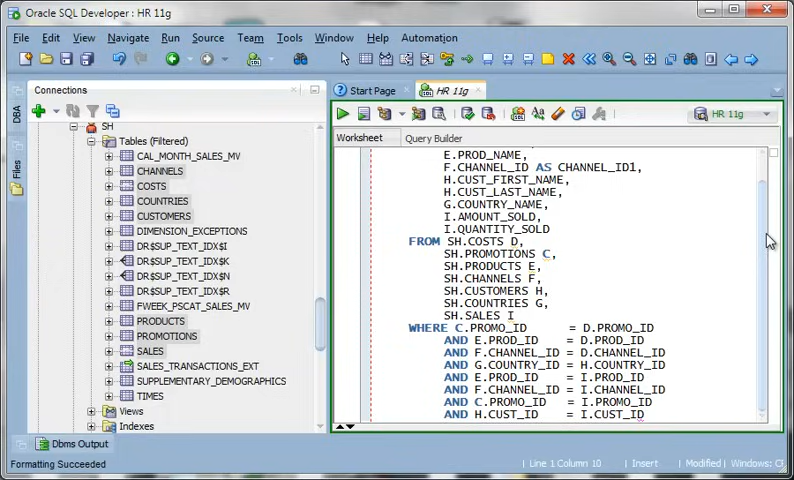 Oracle SQL Developer : HR 11g
File Edit View Navigate Run Source Team Tools Window Help Automation
Connections
Start Page
HR 11g
DBA
Files
HR 11g
Worksheet Query Builder
SH
Tables (Filtered)
CAL_MONTH_SALES_MV
CHANNELS
COSTS
COUNTRIES
CUSTOMERS
DIMENSION_EXCEPTIONS
DR$SUP_TEXT_IDX$I
DR$SUP_TEXT_IDX$K
DR$SUP_TEXT_IDX$N
DR$SUP_TEXT_IDX$R
FWEEK_PSCAT_SALES_MV
PRODUCTS
PROMOTIONS
SALES
SALES_TRANSACTIONS_EXT
SUPPLEMENTARY_DEMOGRAPHICS
TIMES
Views
Indexes
E.PROD_NAME,
F.CHANNEL_ID AS CHANNEL_ID1,
H.CUST_FIRST_NAME,
H.CUST_LAST_NAME,
G.COUNTRY_NAME,
I.AMOUNT_SOLD,
I.QUANTITY_SOLD
FROM SH.COSTS D,
SH.PROMOTIONS C,
SH.PRODUCTS E,
SH.CHANNELS F,
SH.CUSTOMERS H,
SH.COUNTRIES G,
SH.SALES I
WHERE C.PROMO_ID = D.PROMO_ID
AND E.PROD_ID = D.PROD_ID
AND F.CHANNEL_ID = D.CHANNEL_ID
AND G.COUNTRY_ID = H.COUNTRY_ID
AND E.PROD_ID = I.PROD_ID
AND F.CHANNEL_ID = I.CHANNEL_ID
AND C.PROMO_ID = I.PROMO_ID
AND H.CUST_ID = I.CUST_ID
Dbms Output
Formatting Succeeded
Line 1 Column 10 Insert Modified Windows: C